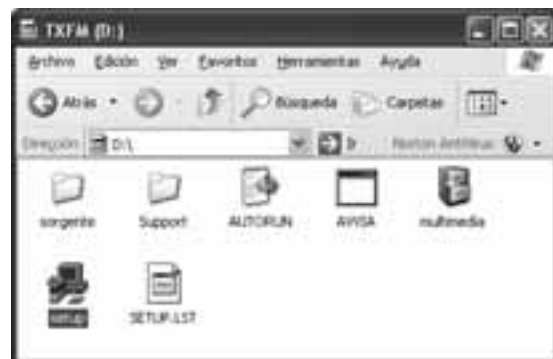 TXFM (D:)
Archivo Edición Ver Favoritos Herramientas Ayuda
Atrás Búsqueda Carpetas
Dirección D:\ Ir Norton AntiVirus
sorgente Support AUTORUN AVVISA multimedia
setup SETUP.LST